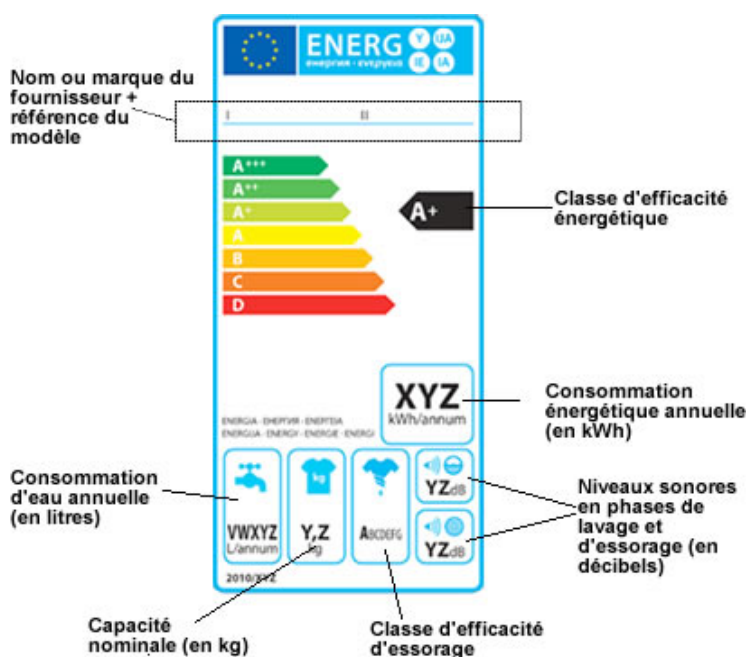 ENERG Y IJA
енергия · ενεργεια IE IA
Nom ou marque du
fournisseur +
référence du
modèle
I II
A+++
A++
A+
A
B
C
D
A+
Classe d'efficacité
énergétique
XYZ
kWh/annum
Consommation
énergétique annuelle
(en kWh)
ENERGIA · ЕНЕРГИЯ · ΕΝΕΡΓΕΙΑ
ENERGIJA · ENERGY · ENERGIE · ENERGI
Consommation
d'eau annuelle
(en litres)
VWXYZ
L/annum
kg
Y,Z
kg
ABCDEFG
YZdB
YZdB
Niveaux sonores
en phases de
lavage et
d'essorage (en
décibels)
2010/XYZ
Capacité
nominale (en kg)
Classe d'efficacité
d'essorage